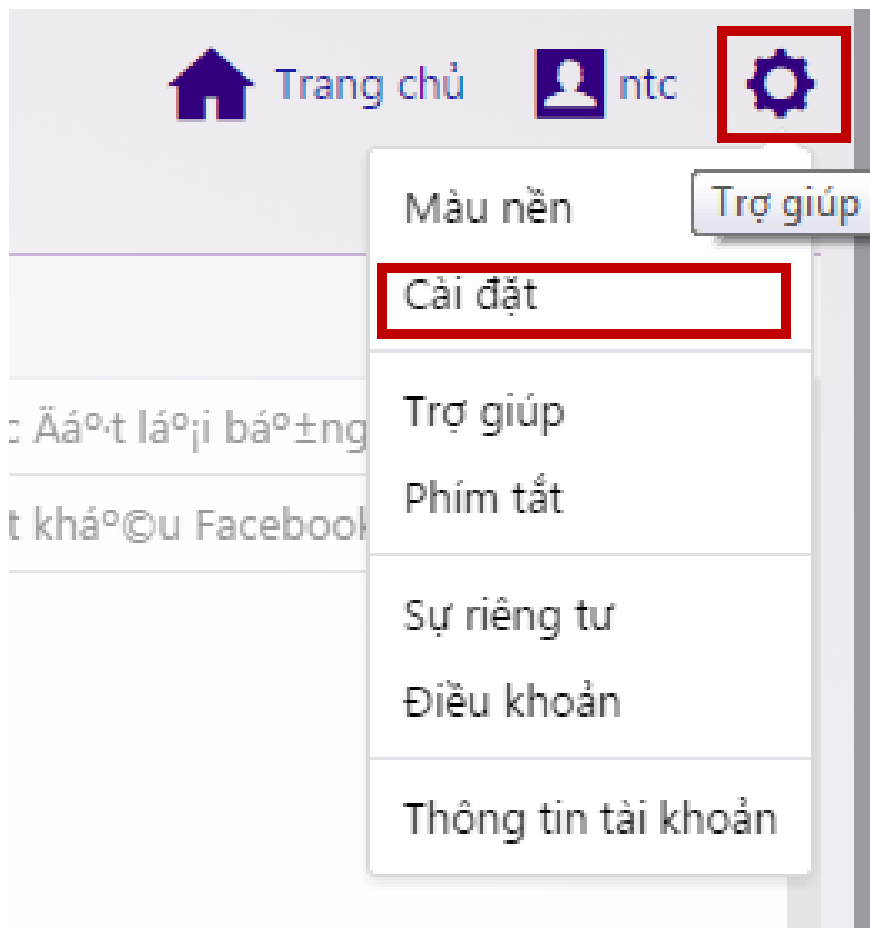 Trang chủ ntc
Trợ giúp
Màu nền
Cài đặt
Trợ giúp
Phím tắt
Sự riêng tư
Điều khoản
Thông tin tài khoản
c Äáº·t láº¡i báº±ng
t kháº©u Facebook